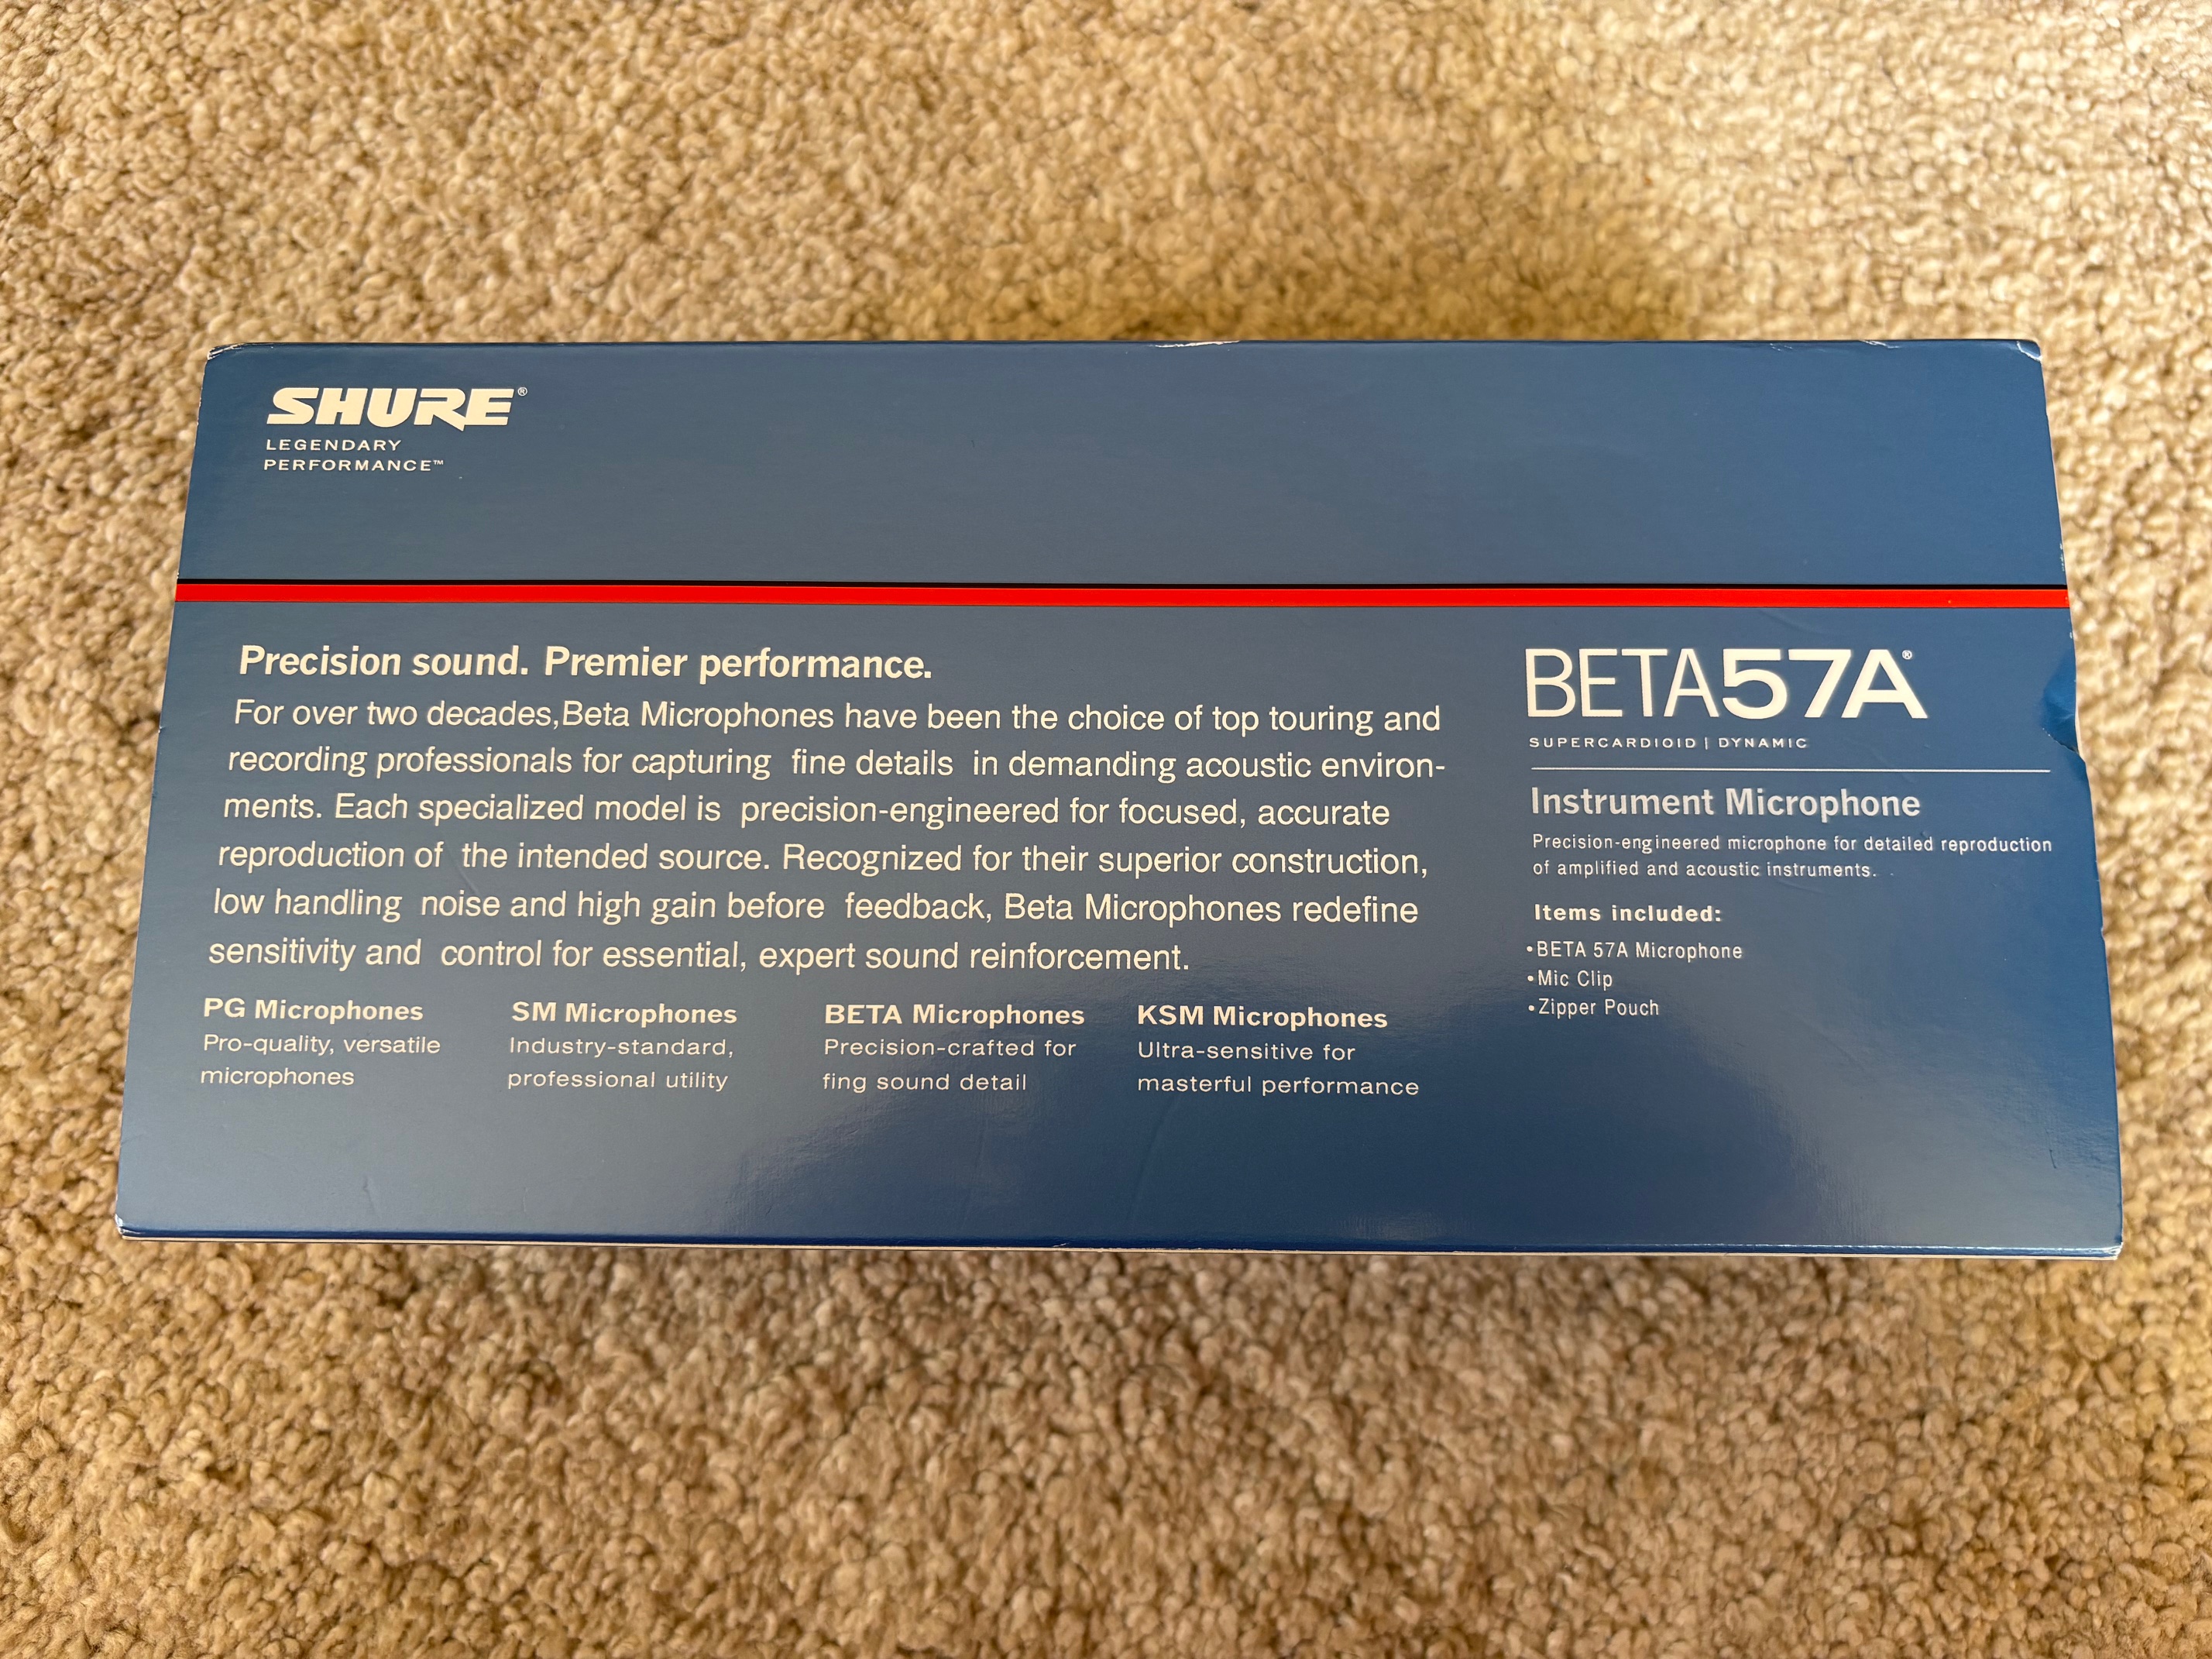 SHURE®
LEGENDARY
PERFORMANCE™
Precision sound. Premier performance.
For over two decades,Beta Microphones have been the choice of top touring and
recording professionals for capturing fine details in demanding acoustic environ-
ments. Each specialized model is precision-engineered for focused, accurate
reproduction of the intended source. Recognized for their superior construction,
low handling noise and high gain before feedback, Beta Microphones redefine
sensitivity and control for essential, expert sound reinforcement.
PG Microphones
Pro-quality, versatile
microphones
SM Microphones
Industry-standard,
professional utility
BETA Microphones
Precision-crafted for
fing sound detail
KSM Microphones
Ultra-sensitive for
masterful performance
BETA57A®
SUPERCARDIOID | DYNAMIC
Instrument Microphone
Precision-engineered microphone for detailed reproduction
of amplified and acoustic instruments.
Items included:
•BETA 57A Microphone
•Mic Clip
•Zipper Pouch